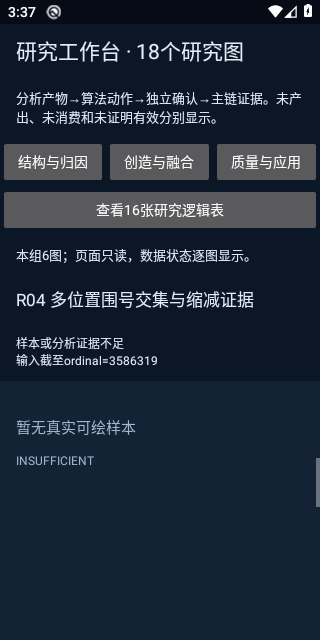 3:37
研究工作台 · 18个研究图
分析产物→算法动作→独立确认→主链证据。未产
出、未消费和未证明有效分别显示。
结构与归因
创造与融合
质量与应用
查看16张研究逻辑表
本组6图；页面只读，数据状态逐图显示。
R04 多位置围号交集与缩减证据
样本或分析证据不足
输入截至ordinal=3586319
暂无真实可绘样本
INSUFFICIENT